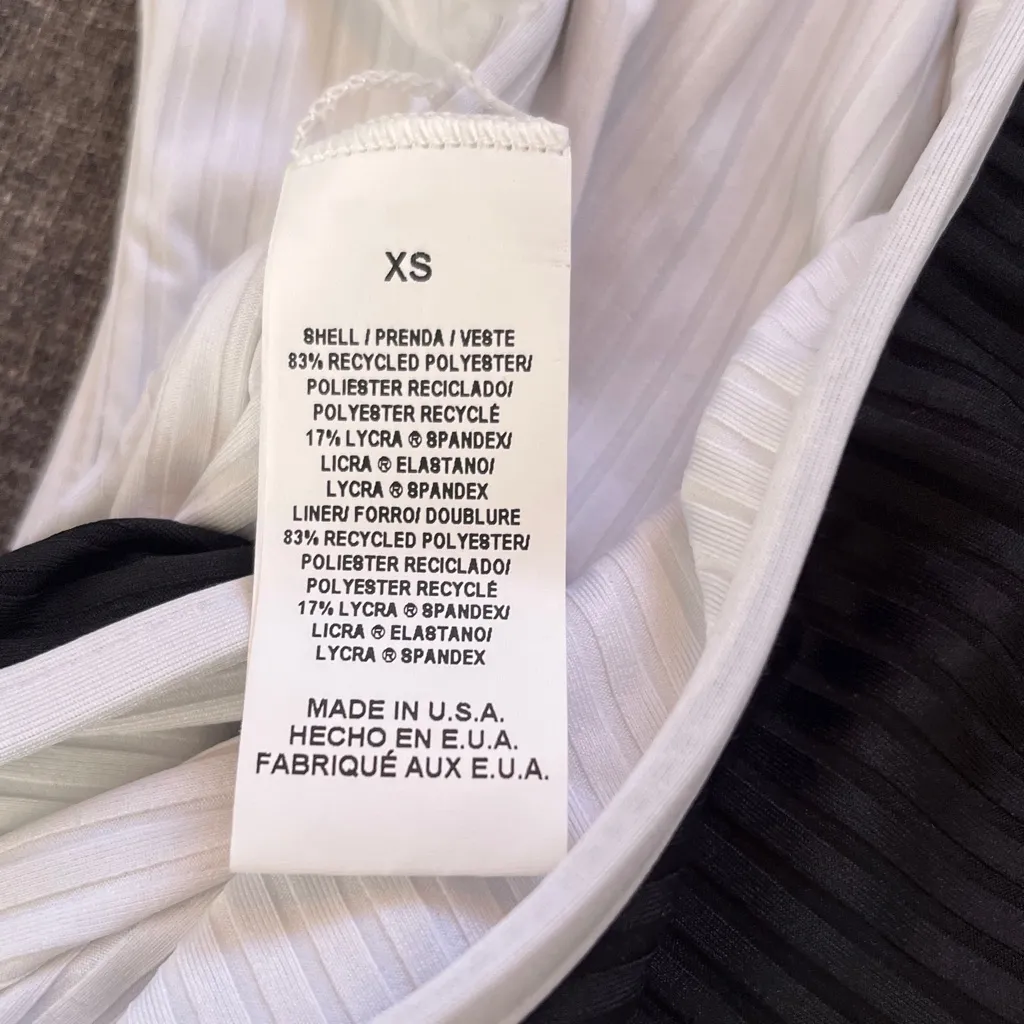 XS
SHELL / PRENDA / VESTE
83% RECYCLED POLYESTER/
POLIESTER RECICLADO/
POLYESTER RECYCLÉ
17% LYCRA ® SPANDEX/
LICRA ® ELASTANO/
LYCRA ® SPANDEX
LINER/ FORRO/ DOUBLURE
83% RECYCLED POLYESTER/
POLIESTER RECICLADO/
POLYESTER RECYCLÉ
17% LYCRA ® SPANDEX/
LICRA ® ELASTANO/
LYCRA ® SPANDEX
MADE IN U.S.A.
HECHO EN E.U.A.
FABRIQUÉ AUX E.U.A.